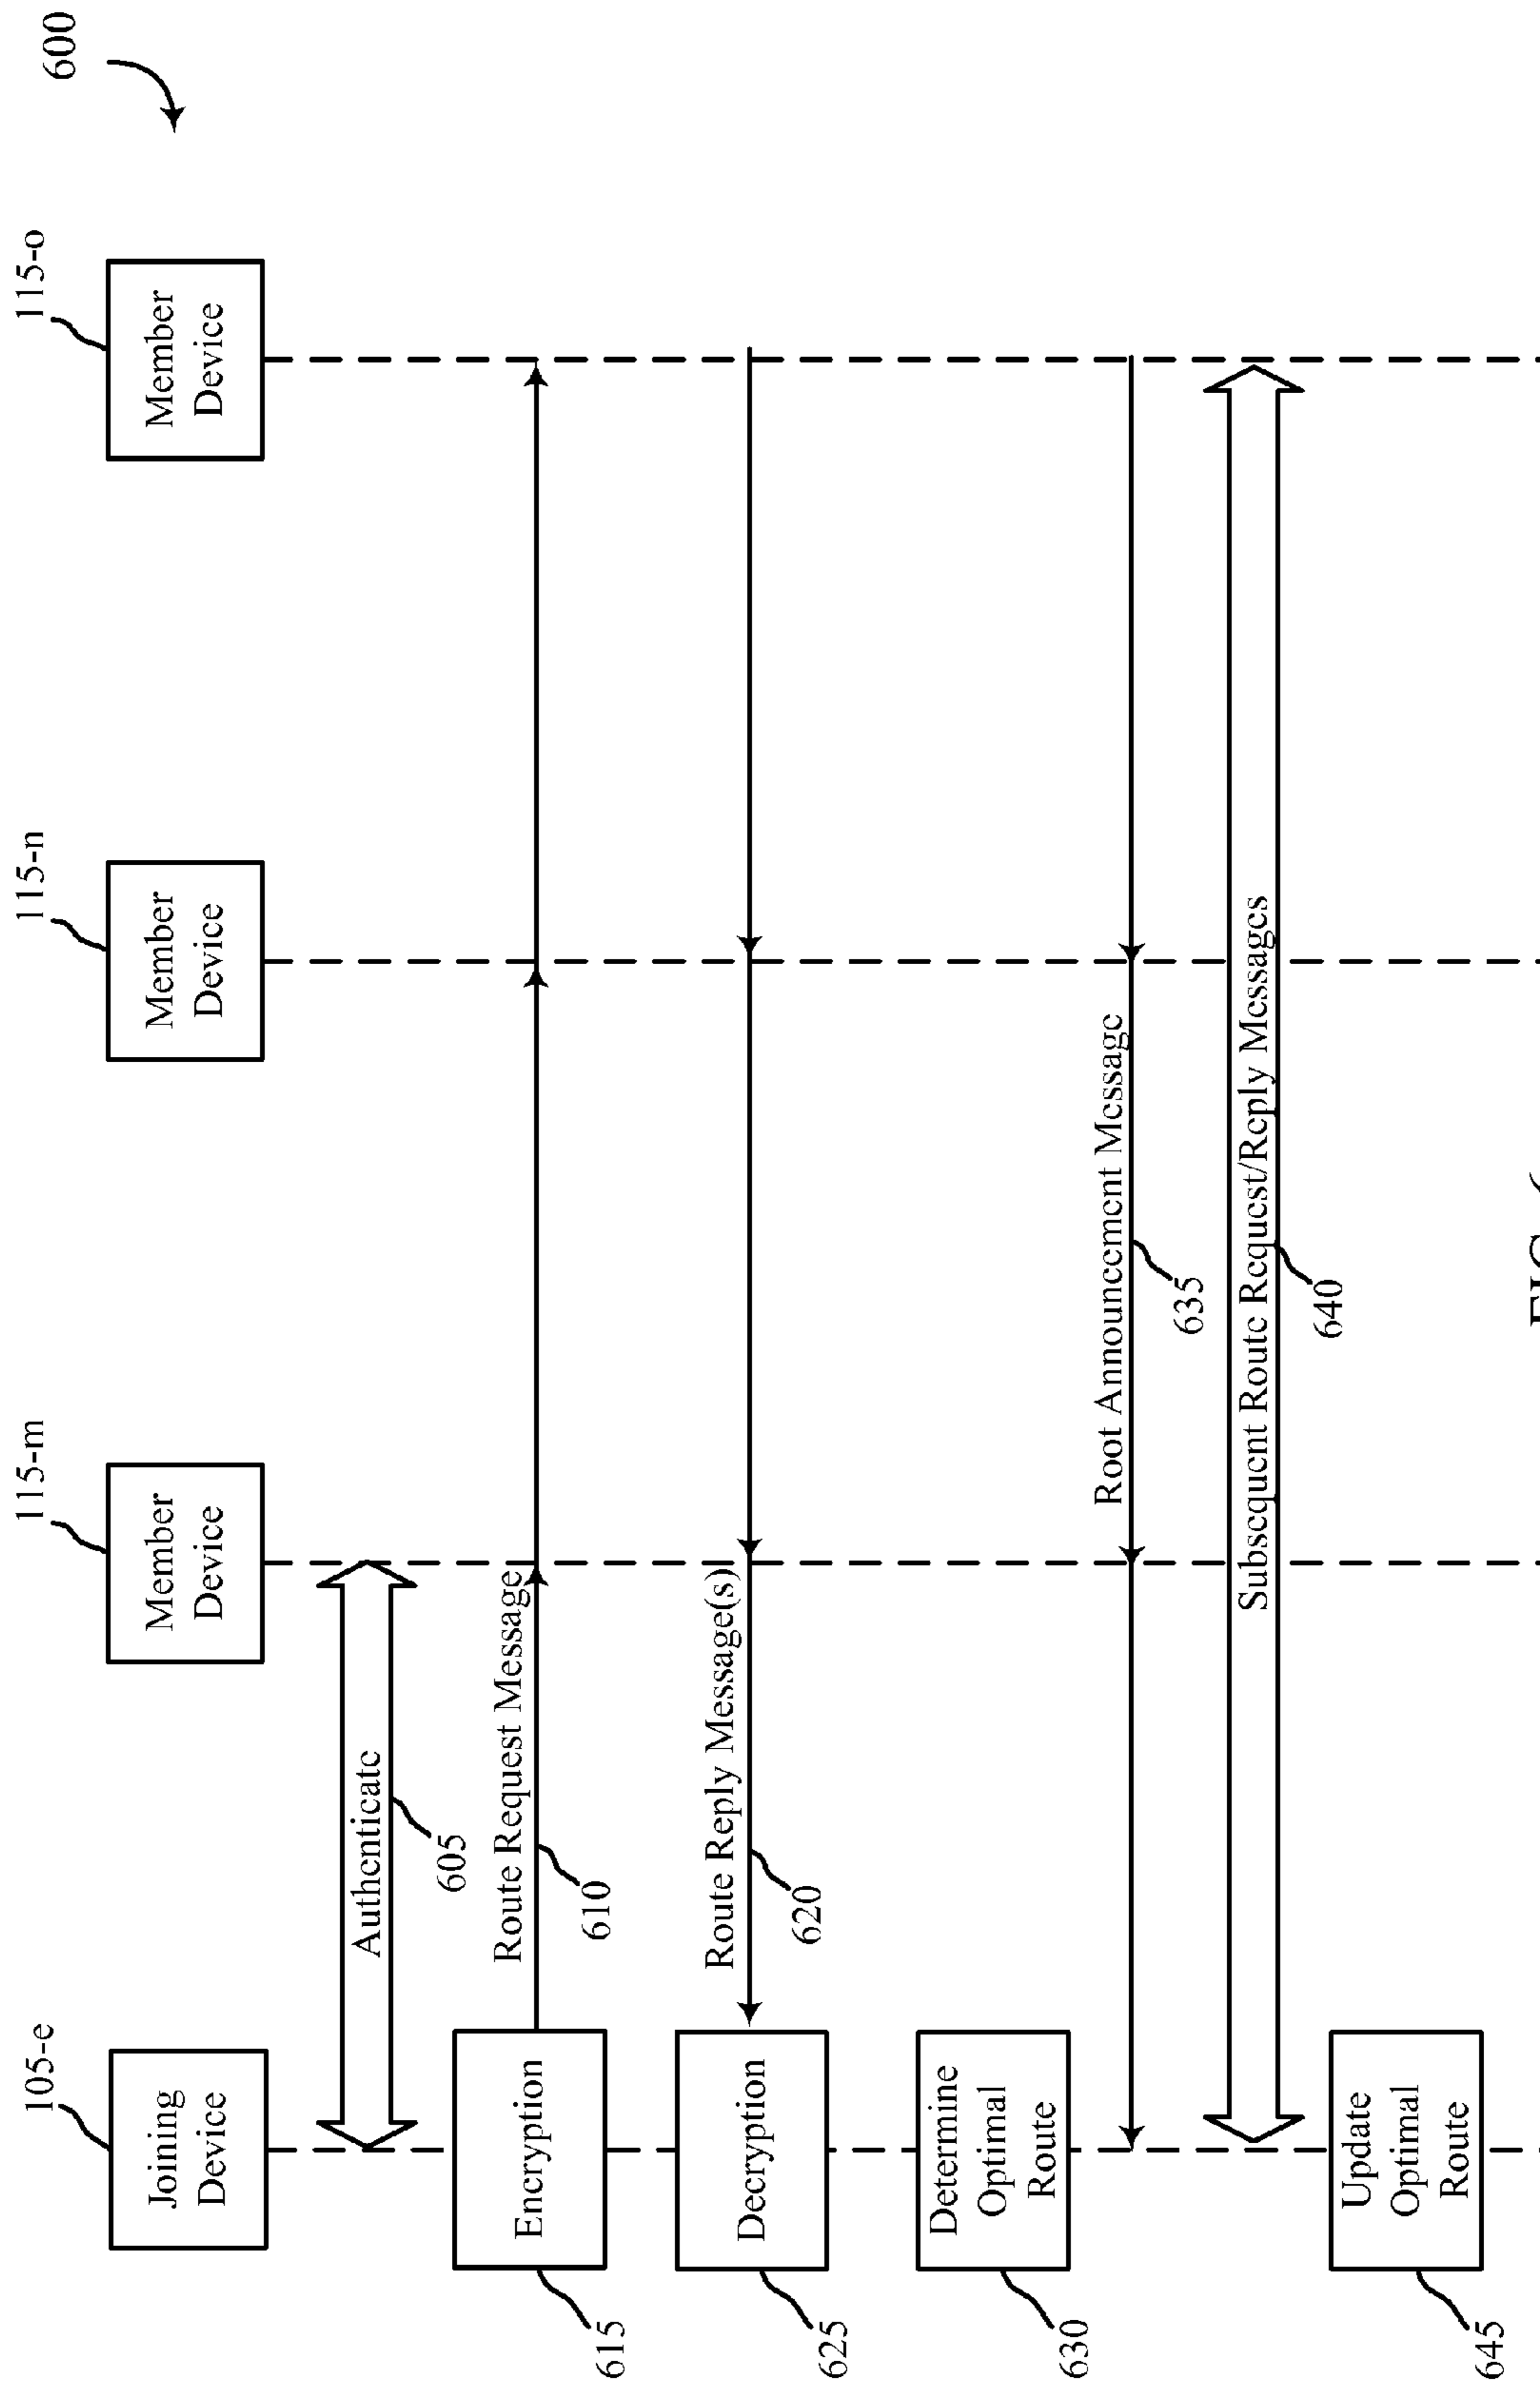 600
105-e
115-m
115-n
115-o
Joining
Device
Member
Device
Member
Device
Member
Device
Authenticate
605
Route Request Message
610
Encryption
615
Route Reply Message(s)
620
Decryption
625
Determine
Optimal
Route
630
Root Announcement Message
635
Subsequent Route Request/Reply Messages
640
Update
Optimal
Route
645